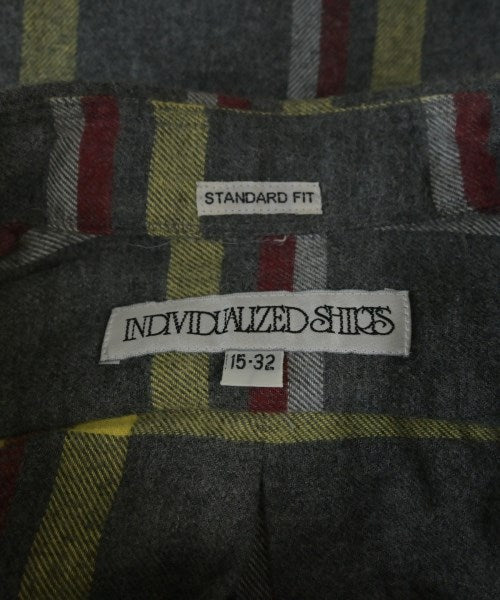 STANDARD FIT
INDIVIDUALIZED SHIRTS
15-32